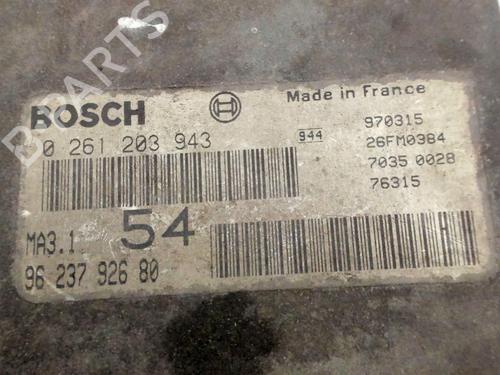 B PARTS
BOSCH
Made in France
0 261 203 943
944
970315
26FM0384
7035 0028
76315
MA3.1
54
96 237 926 80